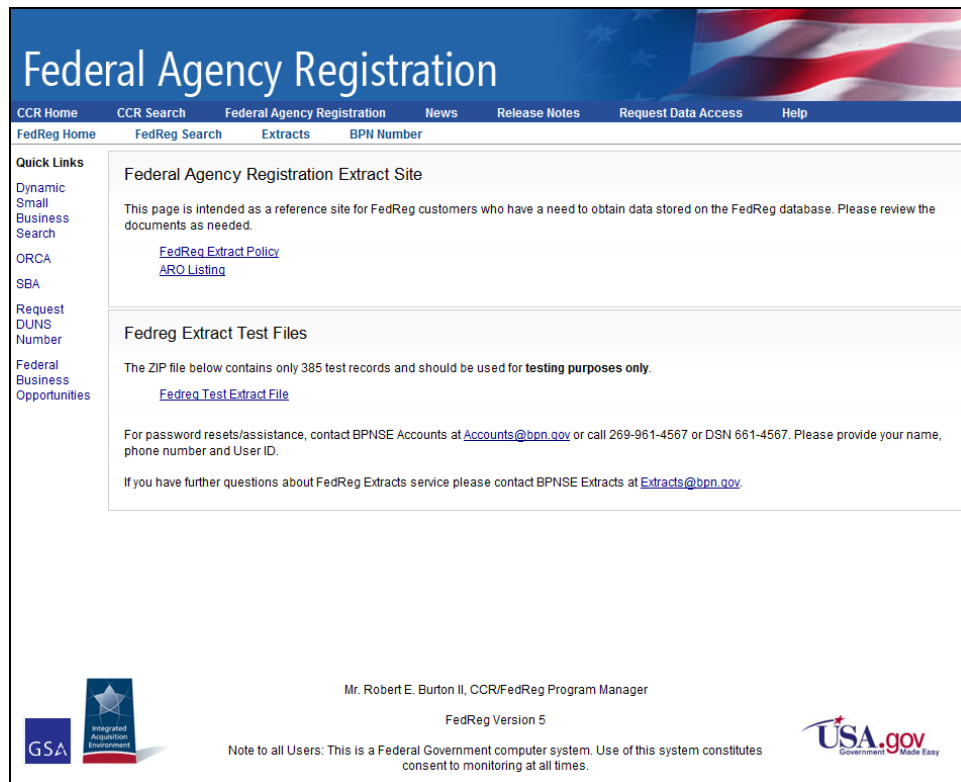 Federal Agency Registration
CCR Home CCR Search Federal Agency Registration News Release Notes Request Data Access Help
FedReg Home FedReg Search Extracts BPN Number
Quick Links
Dynamic
Small
Business
Search
ORCA
SBA
Request
DUNS
Number
Federal
Business
Opportunities
Federal Agency Registration Extract Site
This page is intended as a reference site for FedReg customers who have a need to obtain data stored on the FedReg database. Please review the
documents as needed.
FedReg Extract Policy
ARO Listing
Fedreg Extract Test Files
The ZIP file below contains only 385 test records and should be used for testing purposes only.
Fedreg Test Extract File
For password resets/assistance, contact BPNSE Accounts at Accounts@bpn.gov or call 269-961-4567 or DSN 661-4567. Please provide your name,
phone number and User ID.
If you have further questions about FedReg Extracts service please contact BPNSE Extracts at Extracts@bpn.gov.
Mr. Robert E. Burton II, CCR/FedReg Program Manager
FedReg Version 5
Note to all Users: This is a Federal Government computer system. Use of this system constitutes
consent to monitoring at all times.
GSA
Integrated
Acquisition
Environment
USA.gov
Government Made Easy